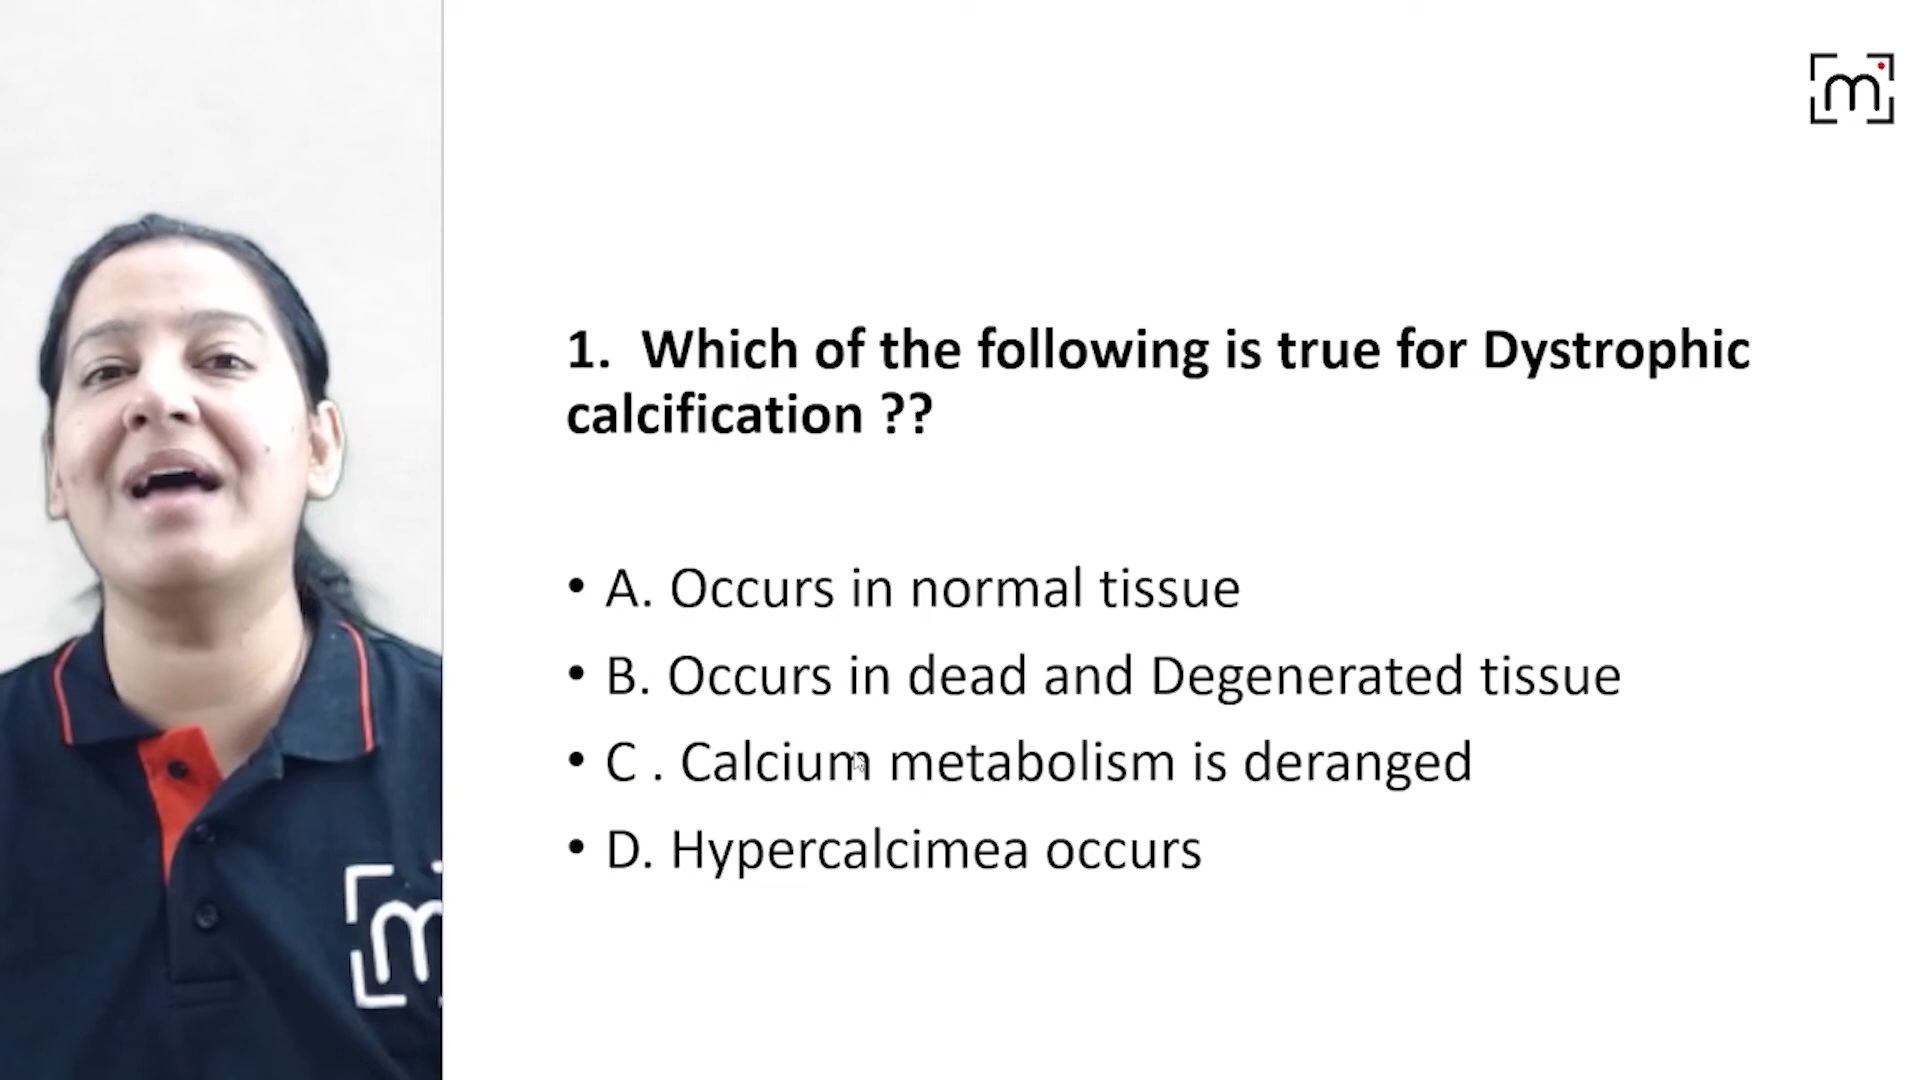 m
1. Which of the following is true for Dystrophic
calcification ??
• A. Occurs in normal tissue
• B. Occurs in dead and Degenerated tissue
• C . Calcium metabolism is deranged
• D. Hypercalcimea occurs
m